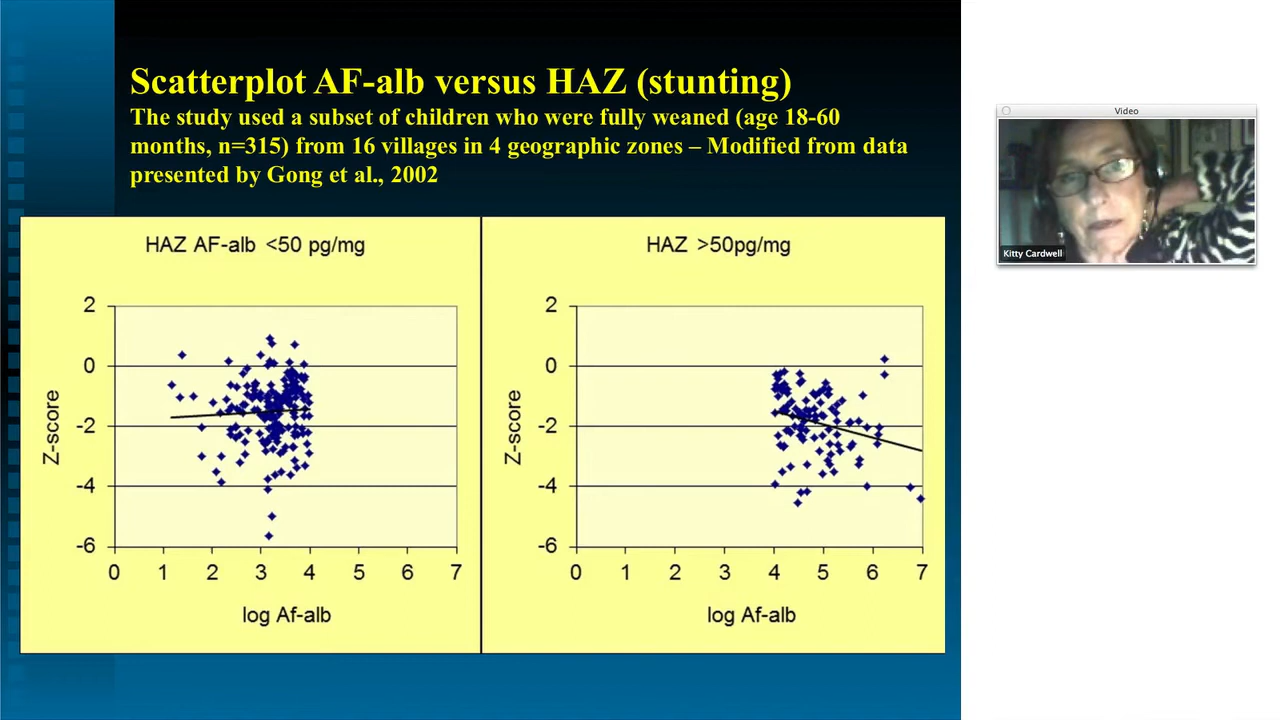 Scatterplot AF-alb versus HAZ (stunting)
The study used a subset of children who were fully weaned (age 18-60
months, n=315) from 16 villages in 4 geographic zones – Modified from data
presented by Gong et al., 2002
HAZ AF-alb <50 pg/mg
2
0
-2
-4
-6
Z-score
0 1 2 3 4 5 6 7
log Af-alb
HAZ >50pg/mg
2
0
-2
-4
-6
Z-score
0 1 2 3 4 5 6 7
log Af-alb
Video
Kitty Cardwell